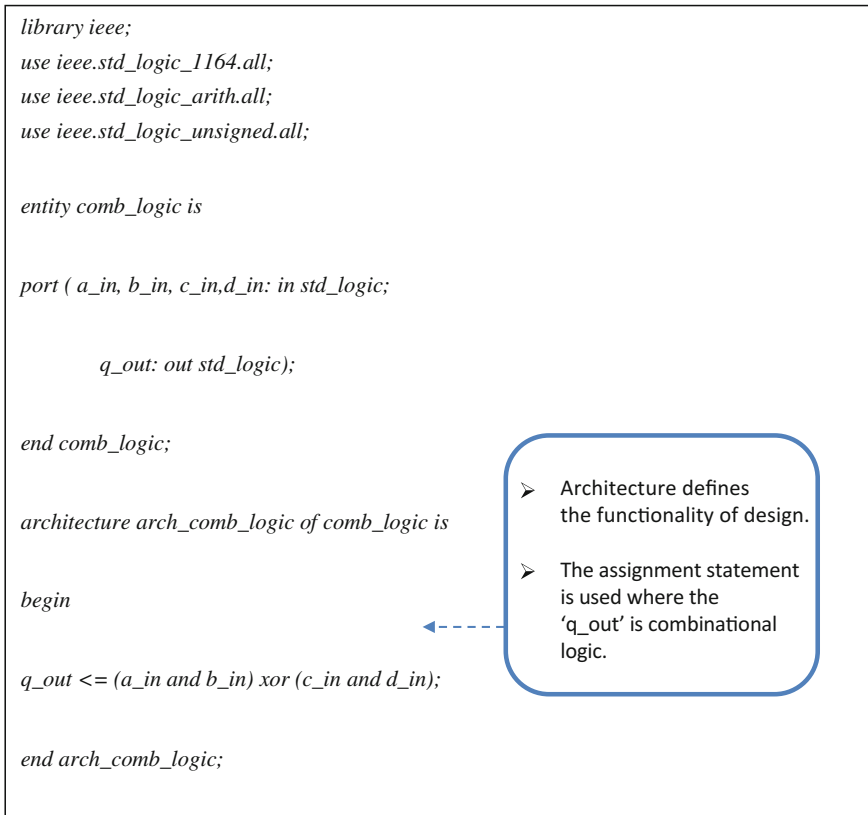 library ieee;
use ieee.std_logic_1164.all;
use ieee.std_logic_arith.all;
use ieee.std_logic_unsigned.all;
entity comb_logic is
port ( a_in, b_in, c_in,d_in: in std_logic;
q_out: out std_logic);
end comb_logic;
architecture arch_comb_logic of comb_logic is
begin
q_out <= (a_in and b_in) xor (c_in and d_in);
end arch_comb_logic;
➢ Architecture defines
the functionality of design.
➢ The assignment statement
is used where the
‘q_out’ is combinational
logic.